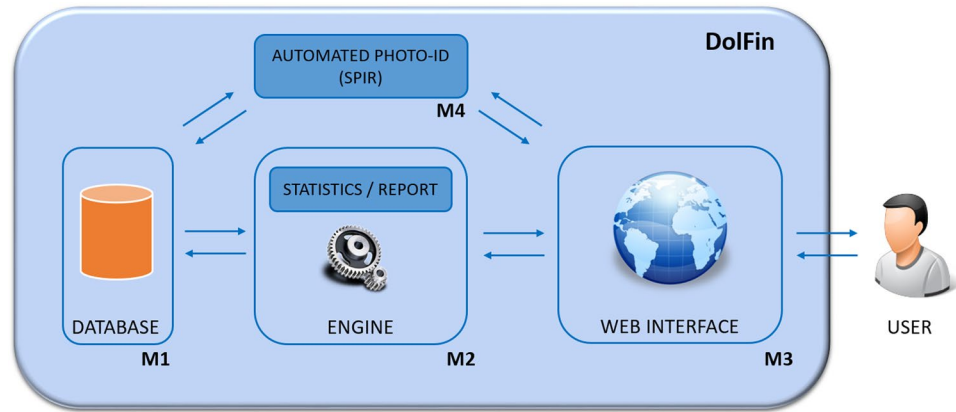 DolFin
AUTOMATED PHOTO-ID
(SPIR)
M4
STATISTICS / REPORT
DATABASE
M1
ENGINE
M2
WEB INTERFACE
M3
USER